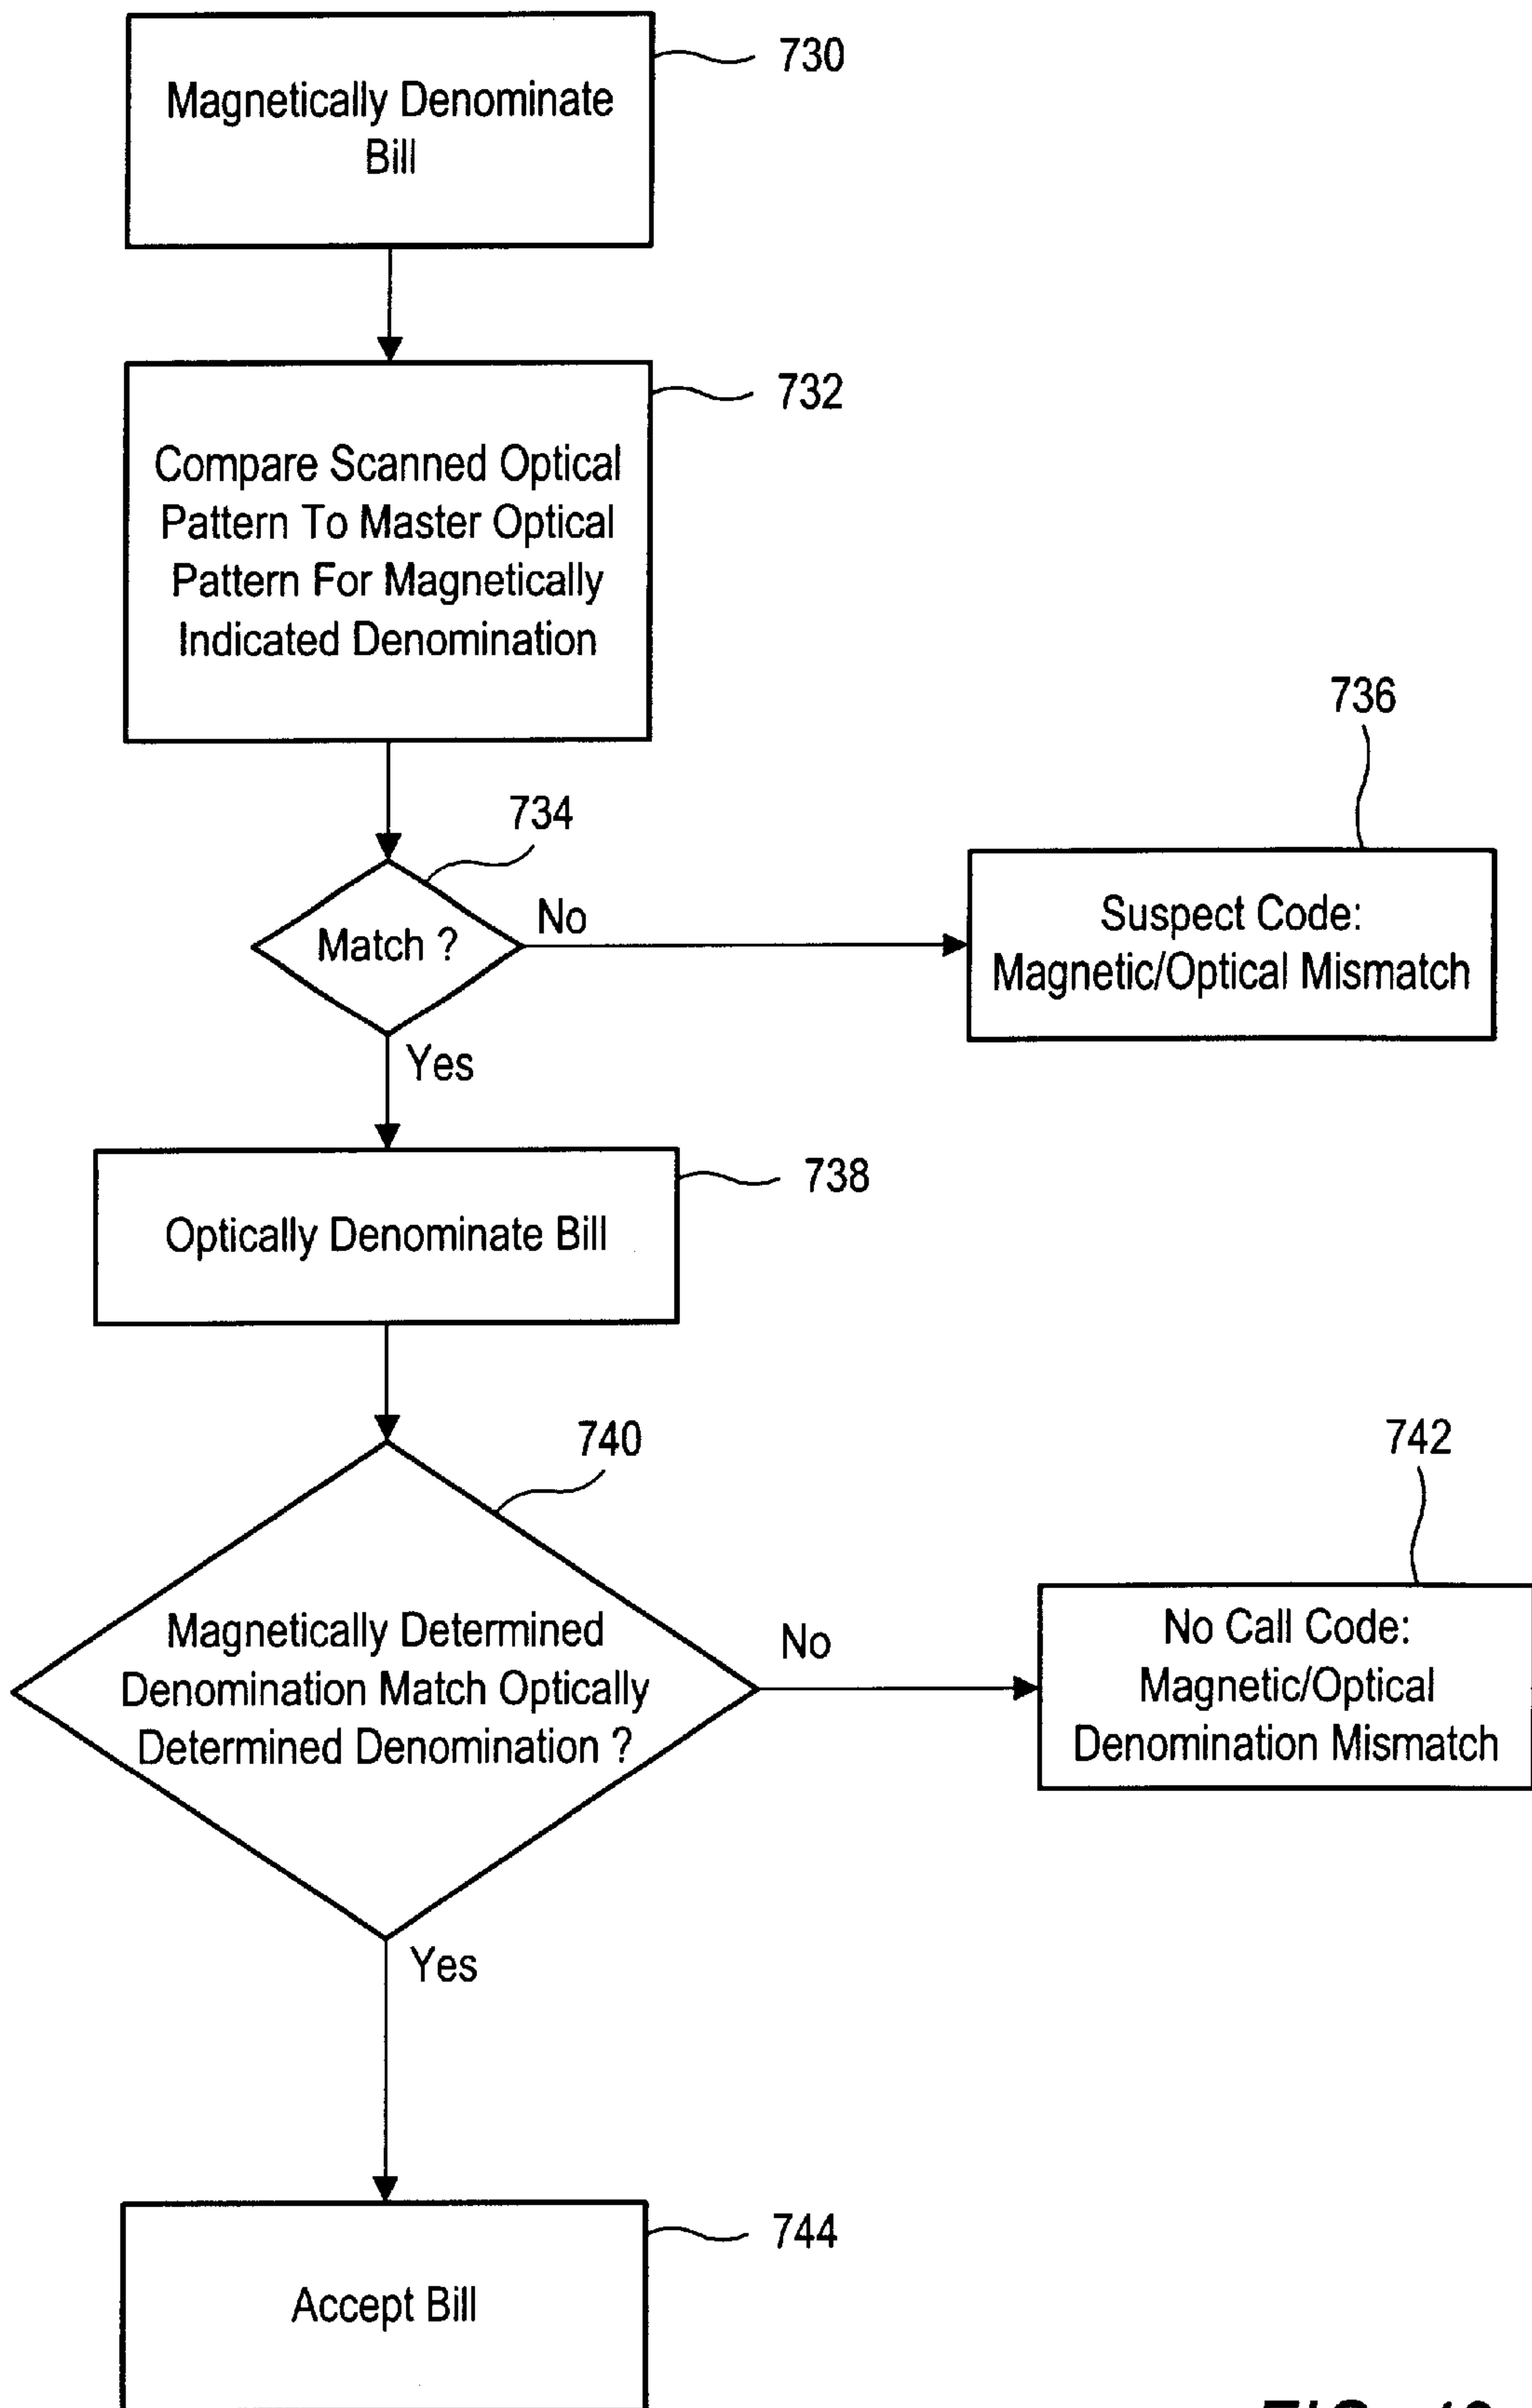 730
Magnetically Denominate
Bill
732
Compare Scanned Optical
Pattern To Master Optical
Pattern For Magnetically
Indicated Denomination
734
Match ?
No
736
Suspect Code:
Magnetic/Optical Mismatch
Yes
738
Optically Denominate Bill
740
Magnetically Determined
Denomination Match Optically
Determined Denomination ?
No
742
No Call Code:
Magnetic/Optical
Denomination Mismatch
Yes
744
Accept Bill